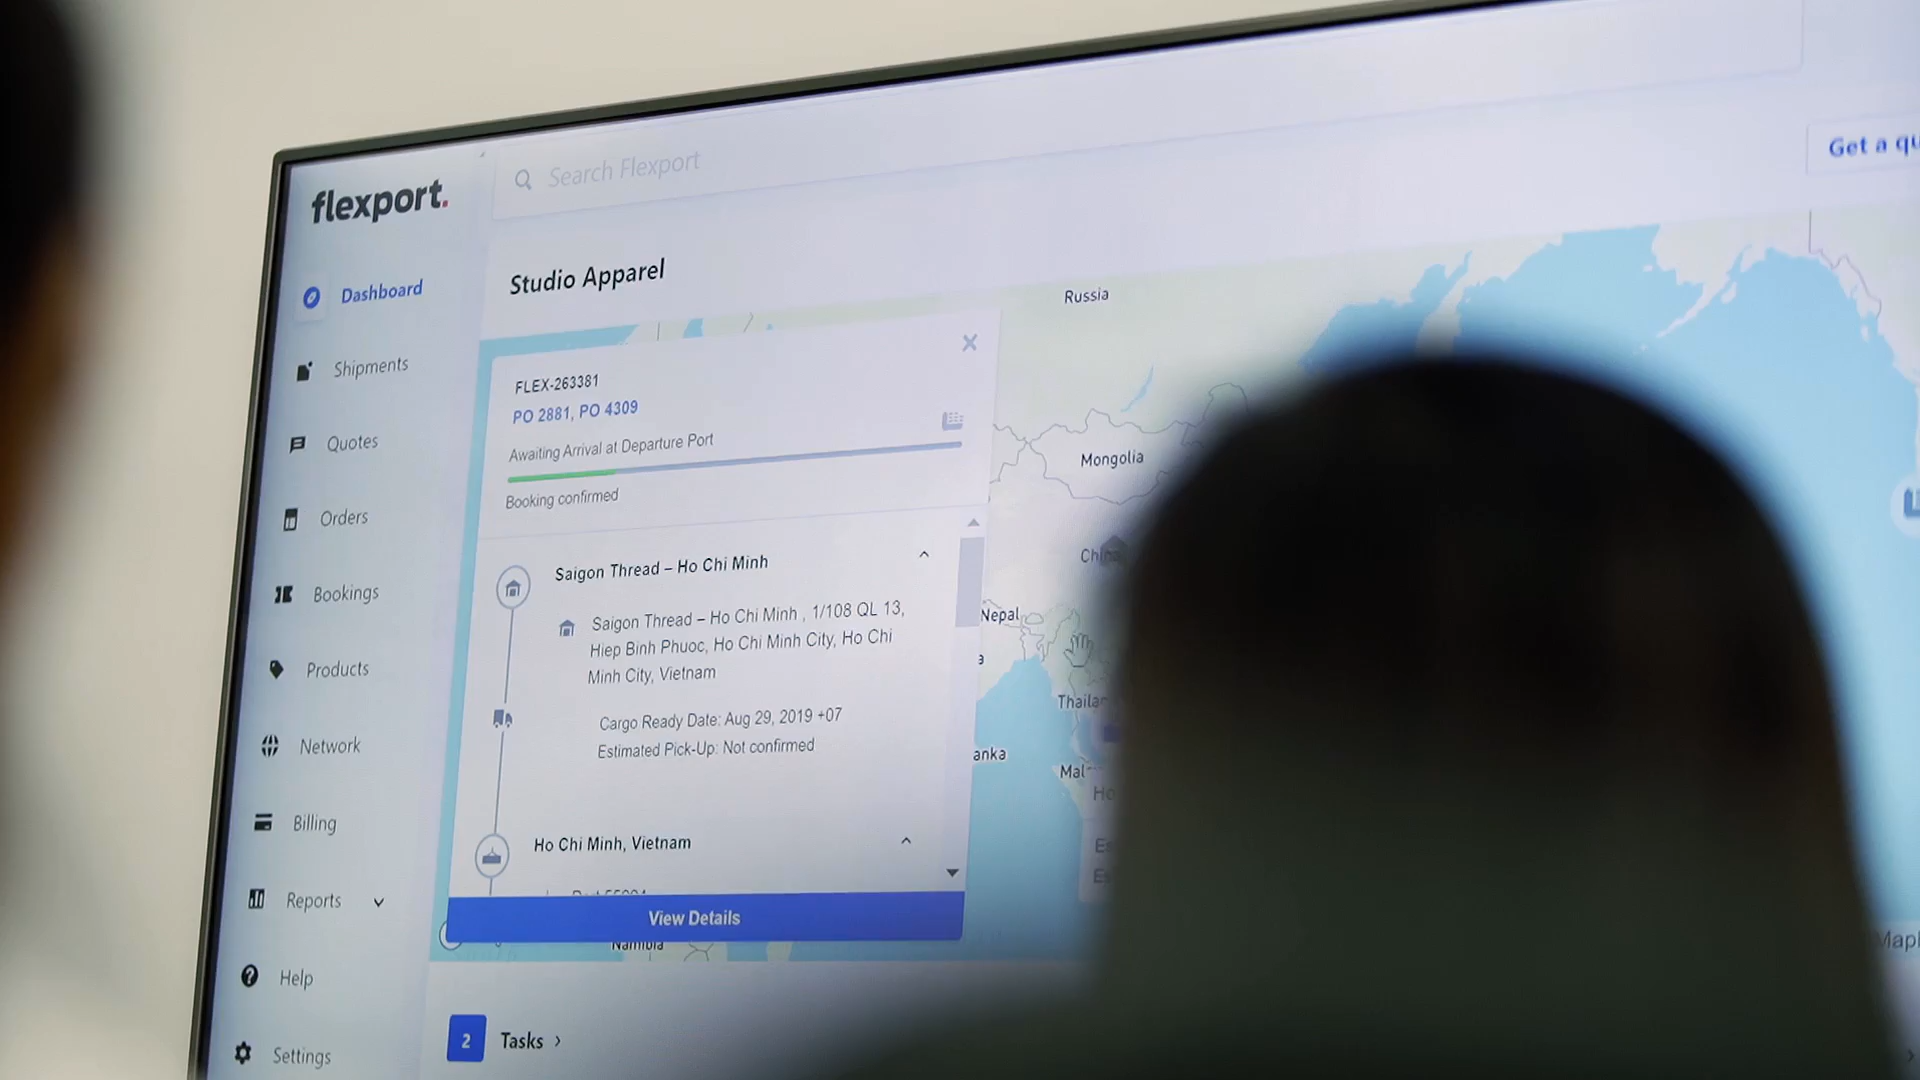 flexport.
Search Flexport
Get a
Dashboard
Shipments
Quotes
Orders
Bookings
Products
Network
Billing
Reports
Help
Settings
Studio Apparel
FLEX-263381
PO 2881, PO 4309
Awaiting Arrival at Departure Port
Booking confirmed
Saigon Thread – Ho Chi Minh
Saigon Thread – Ho Chi Minh , 1/108 QL 13,
Hiep Binh Phuoc, Ho Chi Minh City, Ho Chi
Minh City, Vietnam
Cargo Ready Date: Aug 29, 2019 +07
Estimated Pick-Up: Not confirmed
Ho Chi Minh, Vietnam
View Details
2 Tasks
Russia
Mongolia
China
Nepal
Namibia